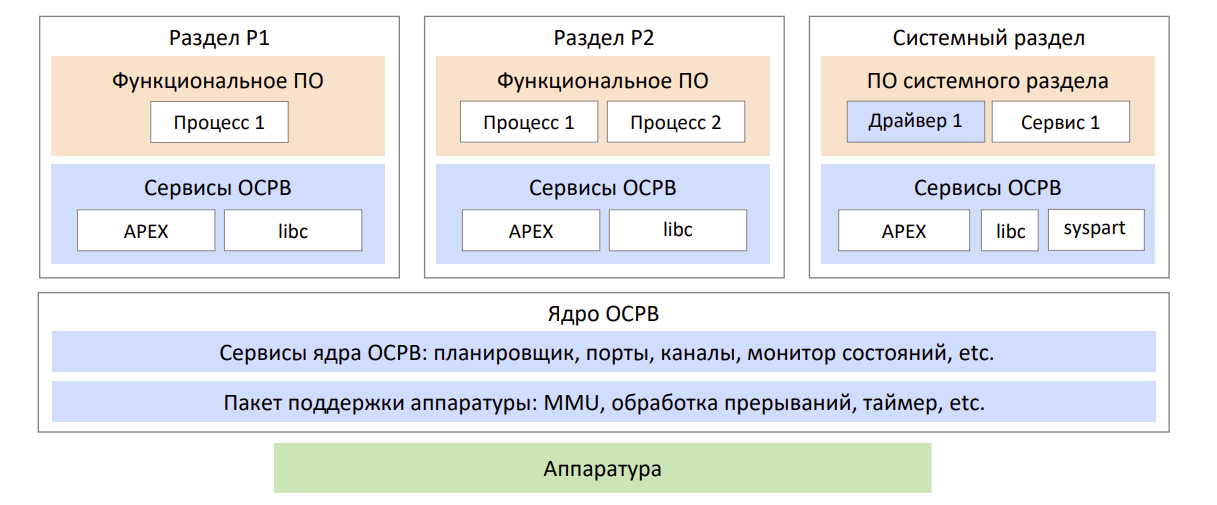 Раздел P1
Функциональное ПО
Процесс 1
Сервисы ОСРВ
APEX
libc
Раздел P2
Функциональное ПО
Процесс 1
Процесс 2
Сервисы ОСРВ
APEX
libc
Системный раздел
ПО системного раздела
Драйвер 1
Сервис 1
Сервисы ОСРВ
APEX
libc
syspart
Ядро ОСРВ
Сервисы ядра ОСРВ: планировщик, порты, каналы, монитор состояний, etc.
Пакет поддержки аппаратуры: MMU, обработка прерываний, таймер, etc.
Аппаратура